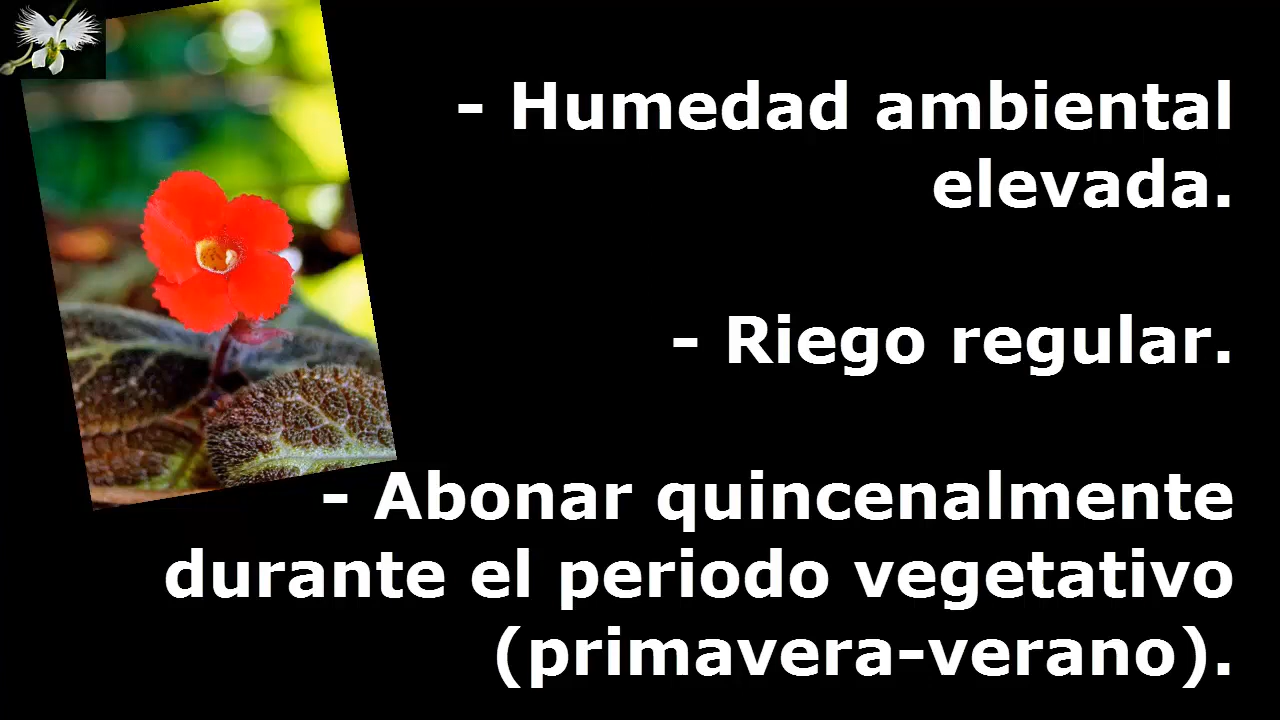 - Humedad ambiental
elevada.
- Riego regular.
- Abonar quincenalmente
durante el periodo vegetativo
(primavera-verano).